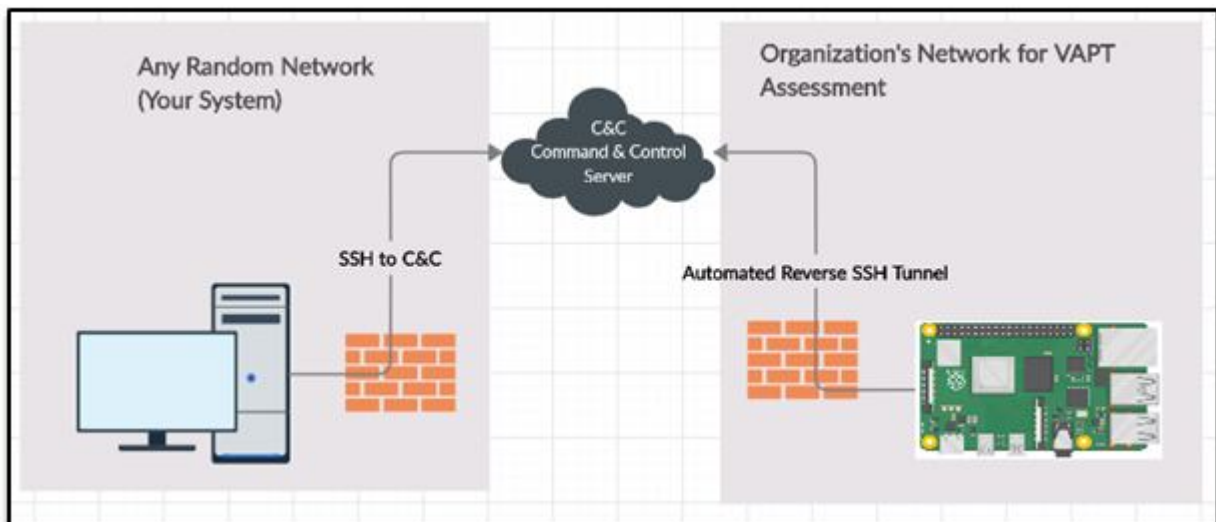 Any Random Network
(Your System)
C&C
Command & Control
Server
Organization's Network for VAPT
Assessment
SSH to C&C
Automated Reverse SSH Tunnel